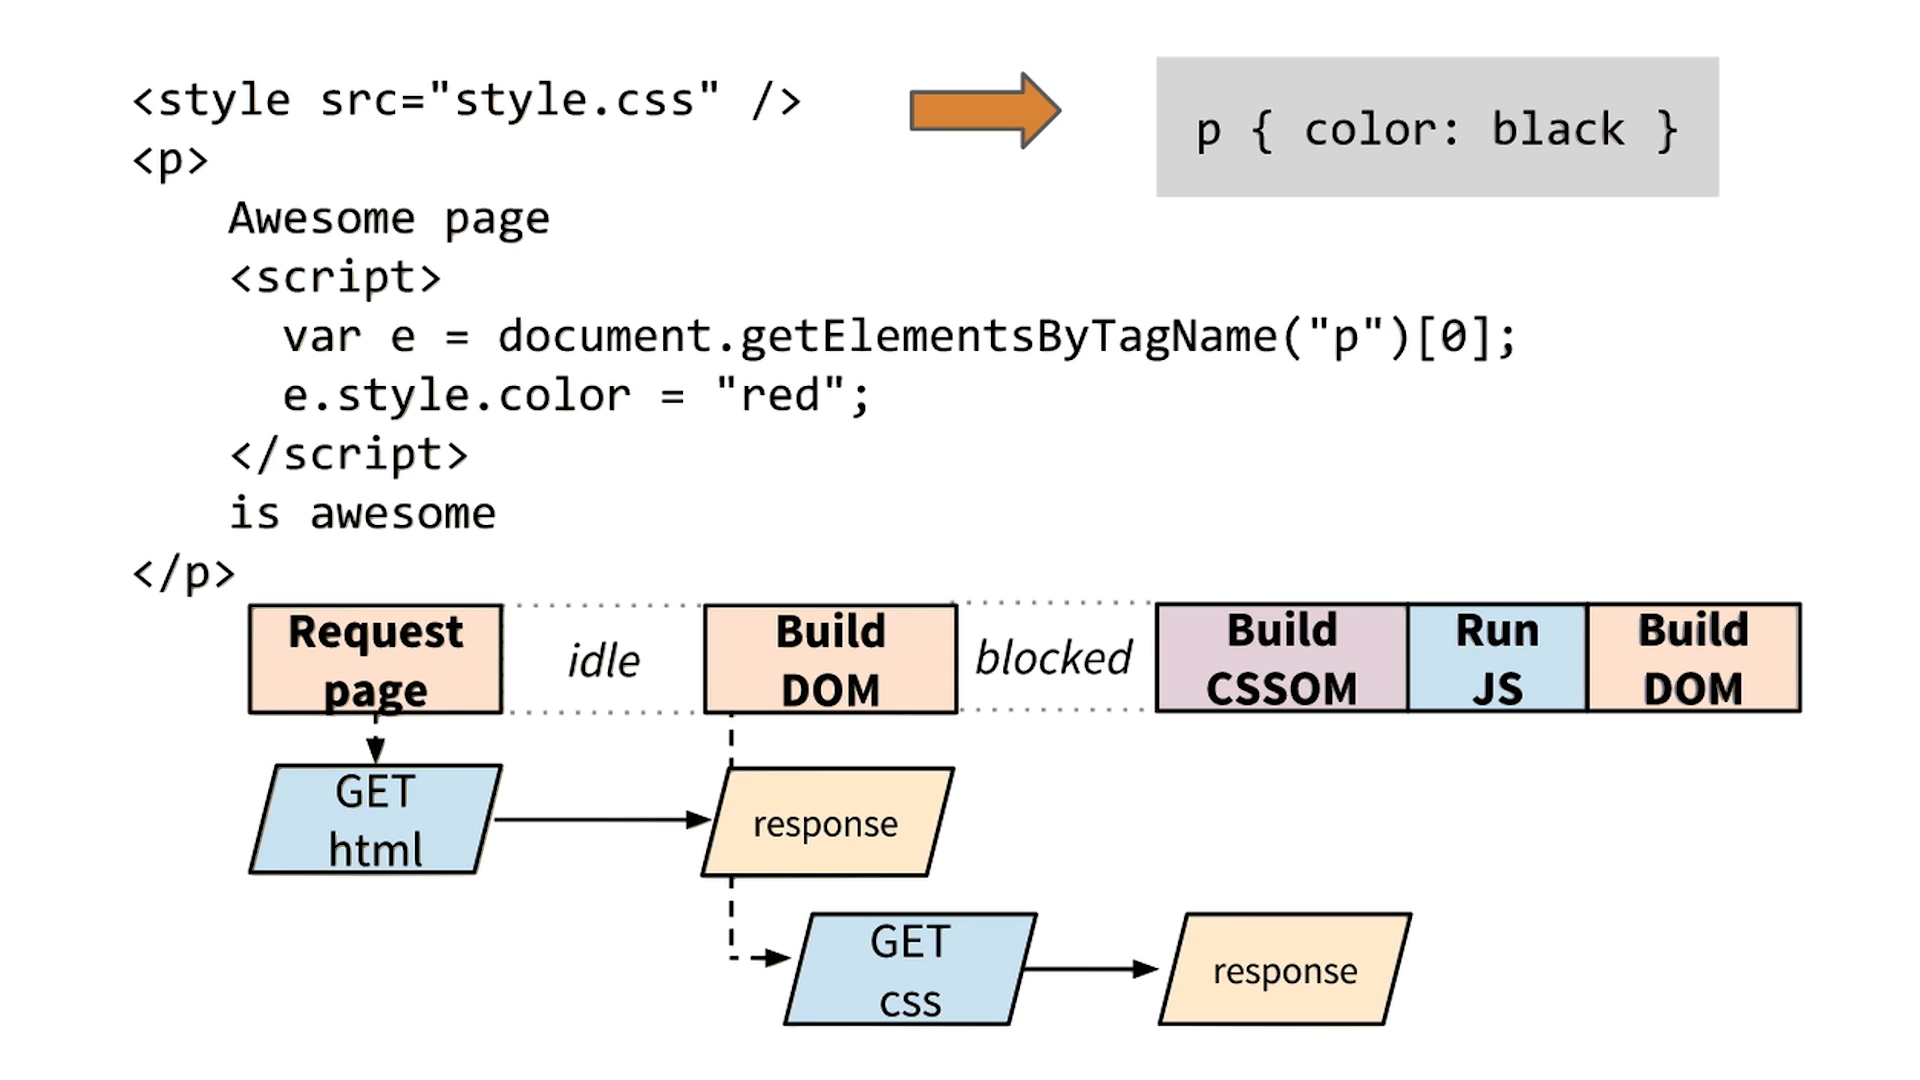 <style src="style.css" />
p { color: black }
<p>
Awesome page
<script>
var e = document.getElementsByTagName("p")[0];
e.style.color = "red";
</script>
is awesome
</p>
Request
page
idle
Build
DOM
blocked
Build
CSSOM
Run
JS
Build
DOM
GET
html
response
GET
css
response